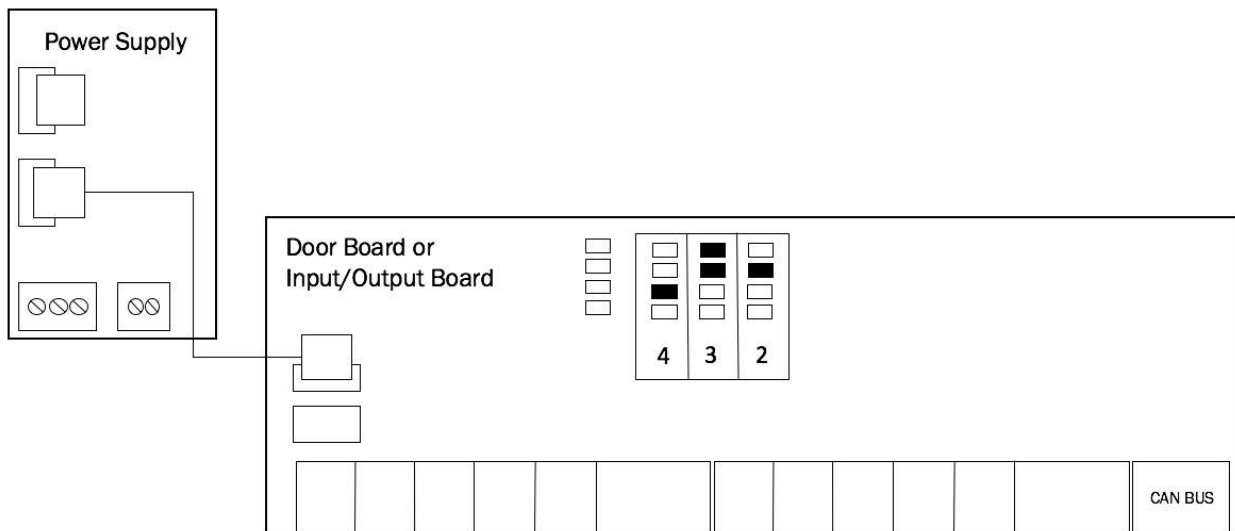 Power Supply
Door Board or
Input/Output Board
4 3 2
CAN BUS